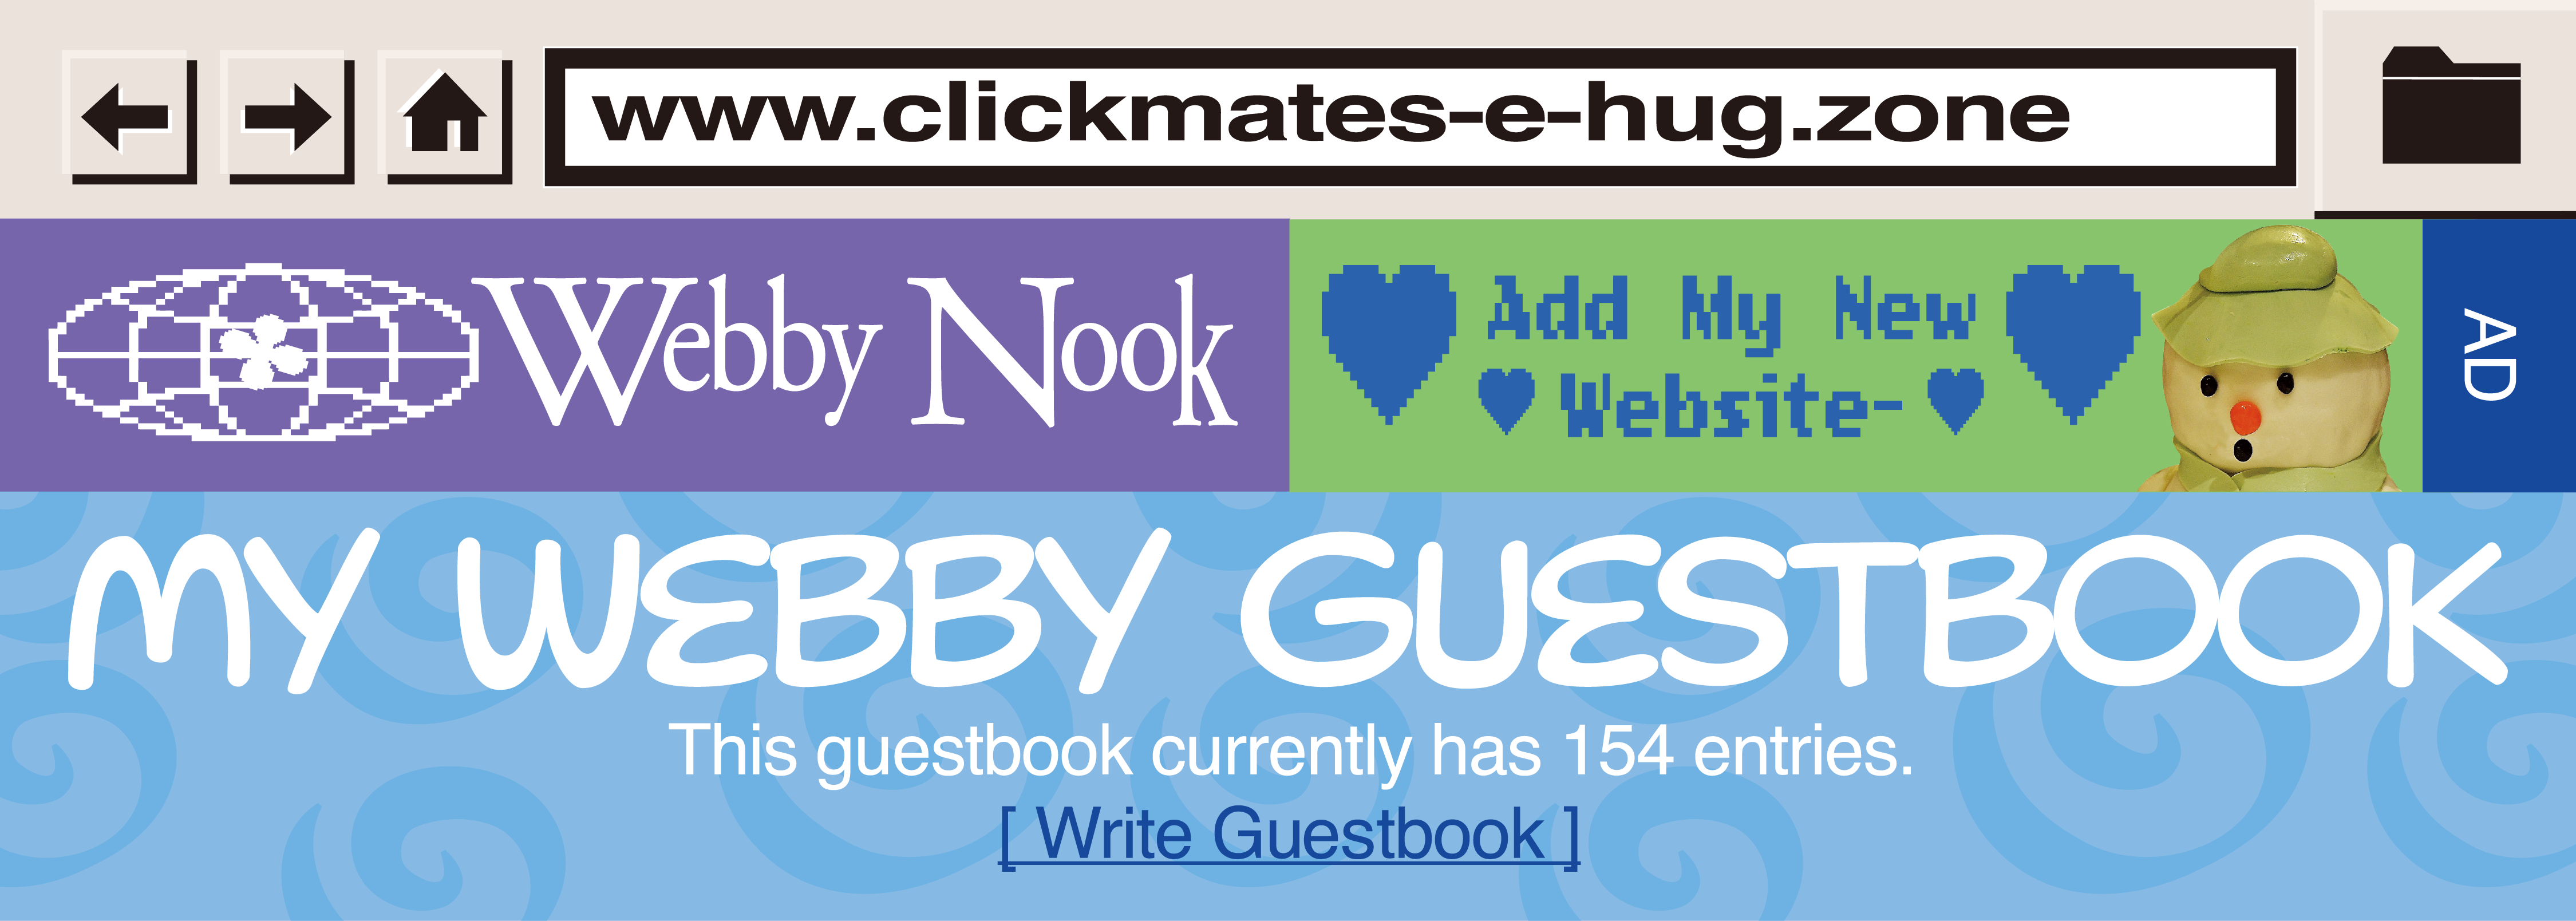 www.clickmates-e-hug.zone
Webby Nook
Add My New
Website-
AD
MY WEBBY GUESTBOOK
This guestbook currently has 154 entries.
[ Write Guestbook ]